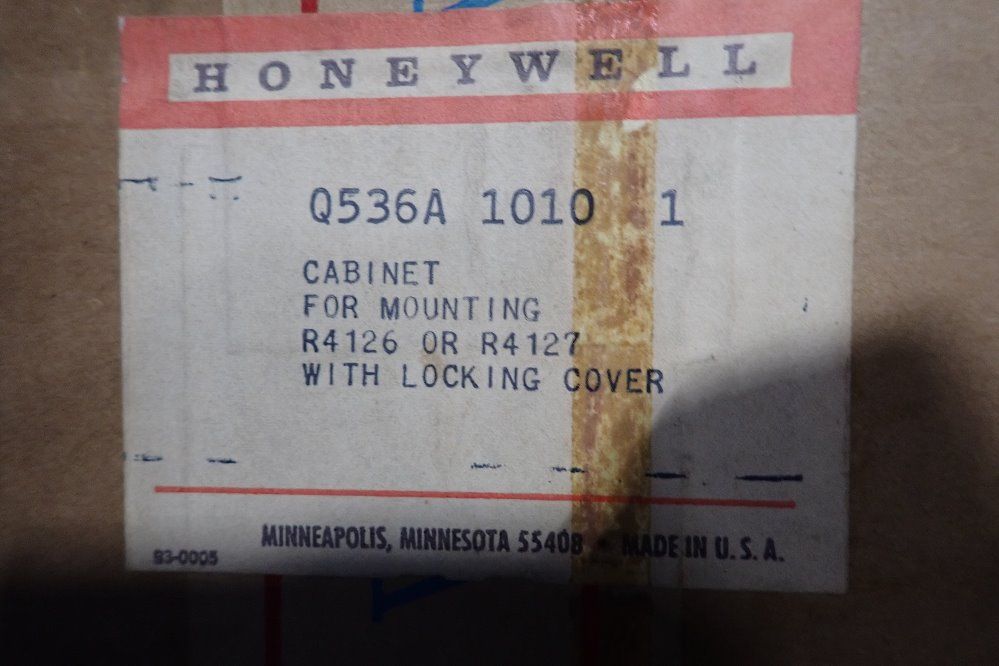 HONEYWELL
Q536A 1010 1
CABINET
FOR MOUNTING
R4126 OR R4127
WITH LOCKING COVER
MINNEAPOLIS, MINNESOTA 55408 • MADE IN U.S.A.
93-0005